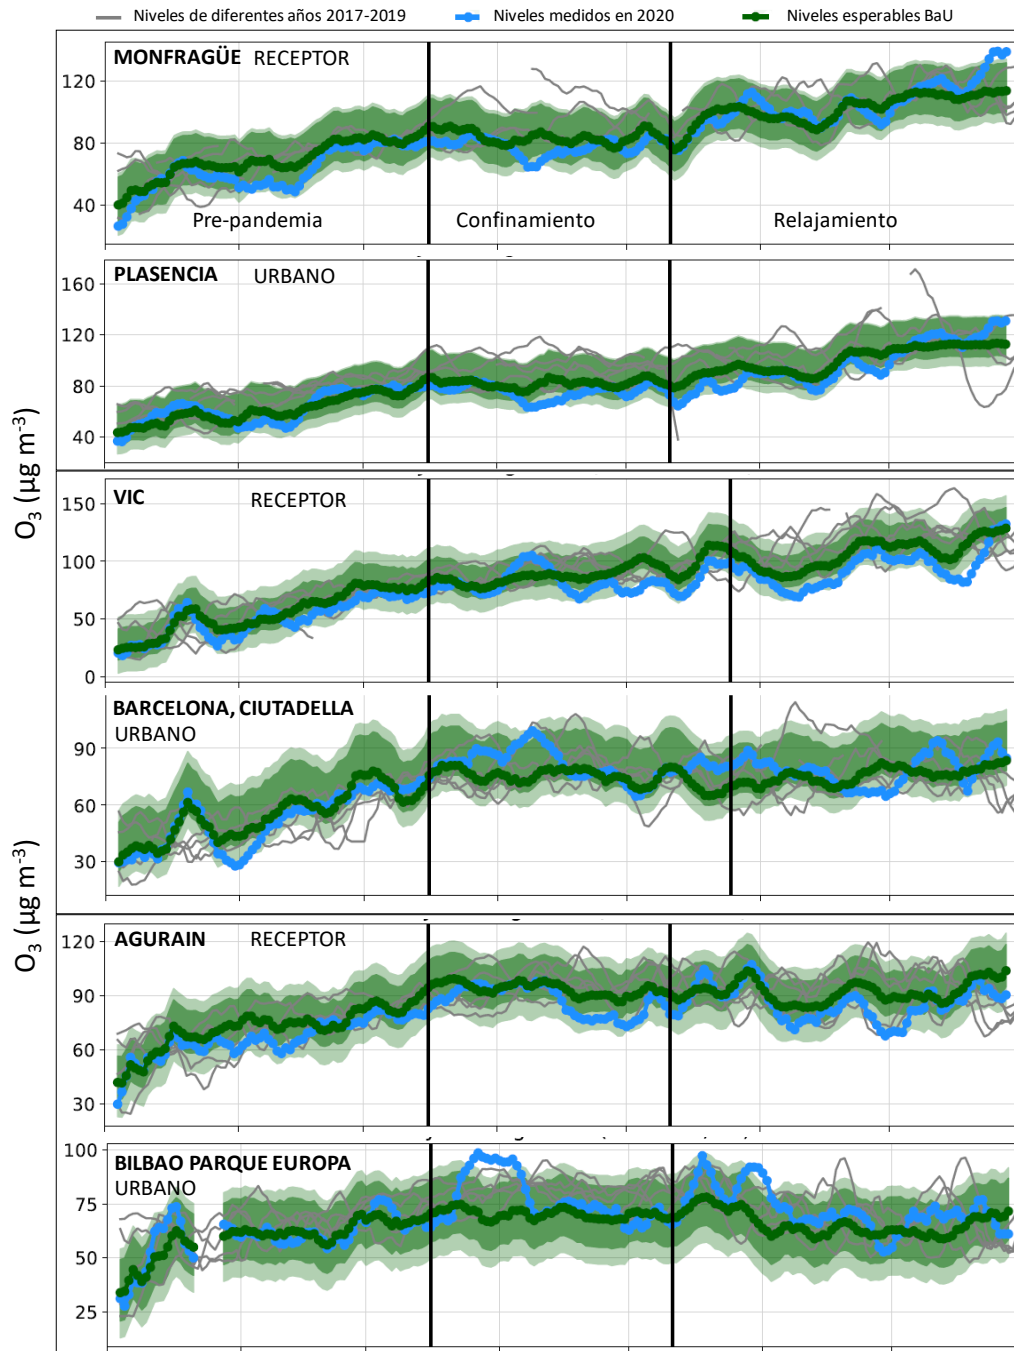 Niveles de diferentes años 2017-2019 Niveles medidos en 2020 Niveles esperables BaU
MONFRAGÜE RECEPTOR
120
80
40
Pre-pandemia Confinamiento Relajamiento
PLASENCIA URBANO
160
120
80
40
O₃ (µg m⁻³)
VIC RECEPTOR
150
100
50
0
BARCELONA, CIUTADELLA
URBANO
90
60
30
O₃ (µg m⁻³)
AGURAIN RECEPTOR
120
90
60
30
BILBAO PARQUE EUROPA
URBANO
100
75
50
25